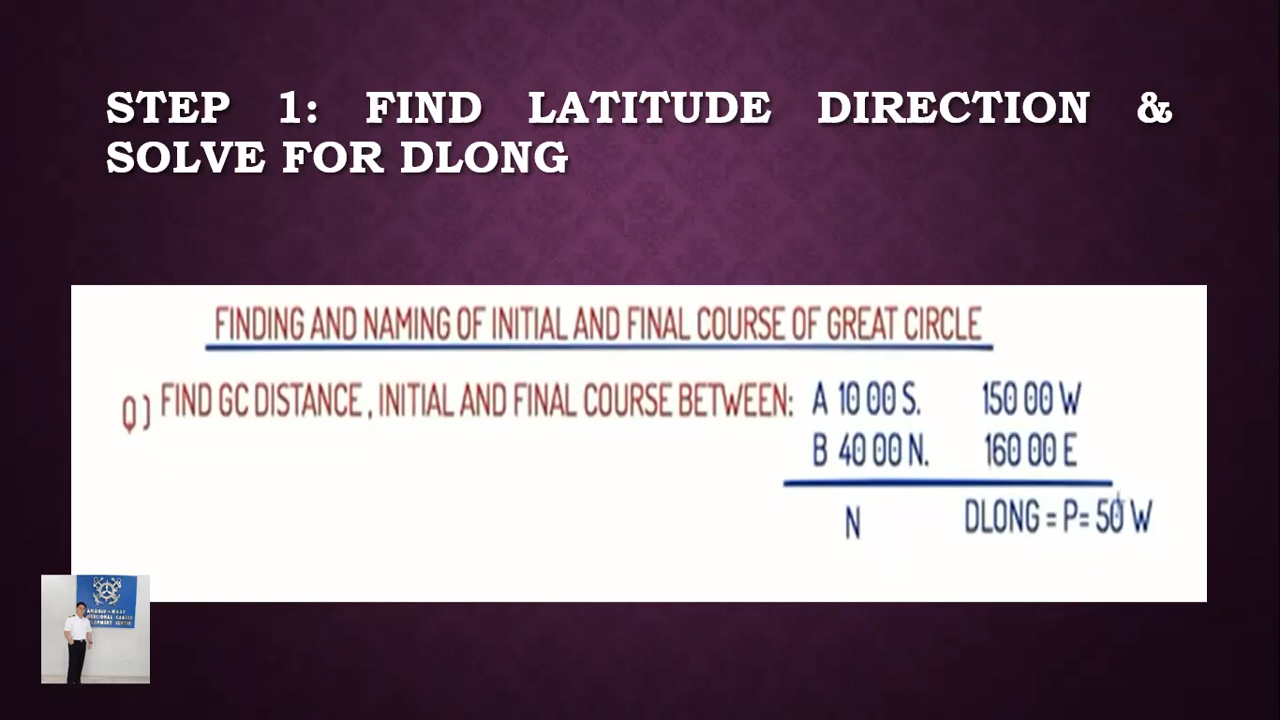 STEP 1: FIND LATITUDE DIRECTION &
SOLVE FOR DLONG
FINDING AND NAMING OF INITIAL AND FINAL COURSE OF GREAT CIRCLE
Q) FIND GC DISTANCE, INITIAL AND FINAL COURSE BETWEEN: A 10 00 S. 150 00 W
B 40 00 N. 160 00 E
N DLONG = P= 50 W